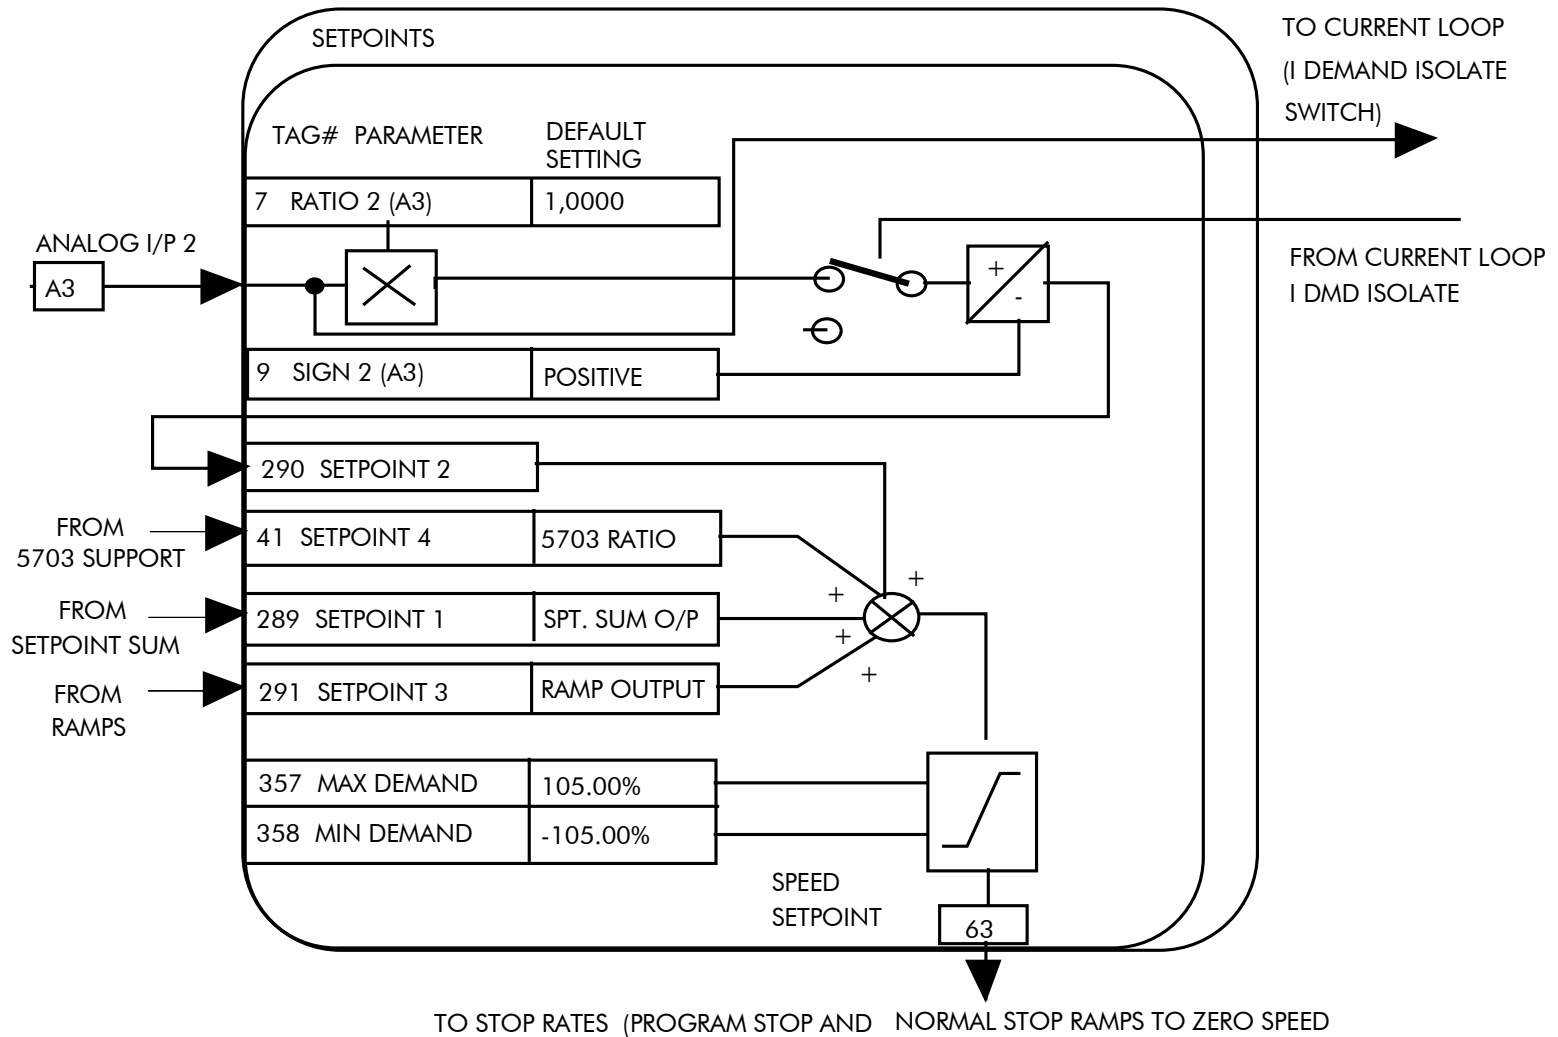 SETPOINTS
TO CURRENT LOOP
(I DEMAND ISOLATE
SWITCH)
TAG# PARAMETER
DEFAULT
SETTING
7 RATIO 2 (A3) 1,0000
ANALOG I/P 2
A3
+
-
FROM CURRENT LOOP
I DMD ISOLATE
9 SIGN 2 (A3) POSITIVE
290 SETPOINT 2
FROM
5703 SUPPORT
41 SETPOINT 4 5703 RATIO
FROM
SETPOINT SUM
289 SETPOINT 1 SPT. SUM O/P
+
+
+
+
FROM
RAMPS
291 SETPOINT 3 RAMP OUTPUT
357 MAX DEMAND 105.00%
358 MIN DEMAND -105.00%
SPEED
SETPOINT
63
TO STOP RATES (PROGRAM STOP AND NORMAL STOP RAMPS TO ZERO SPEED